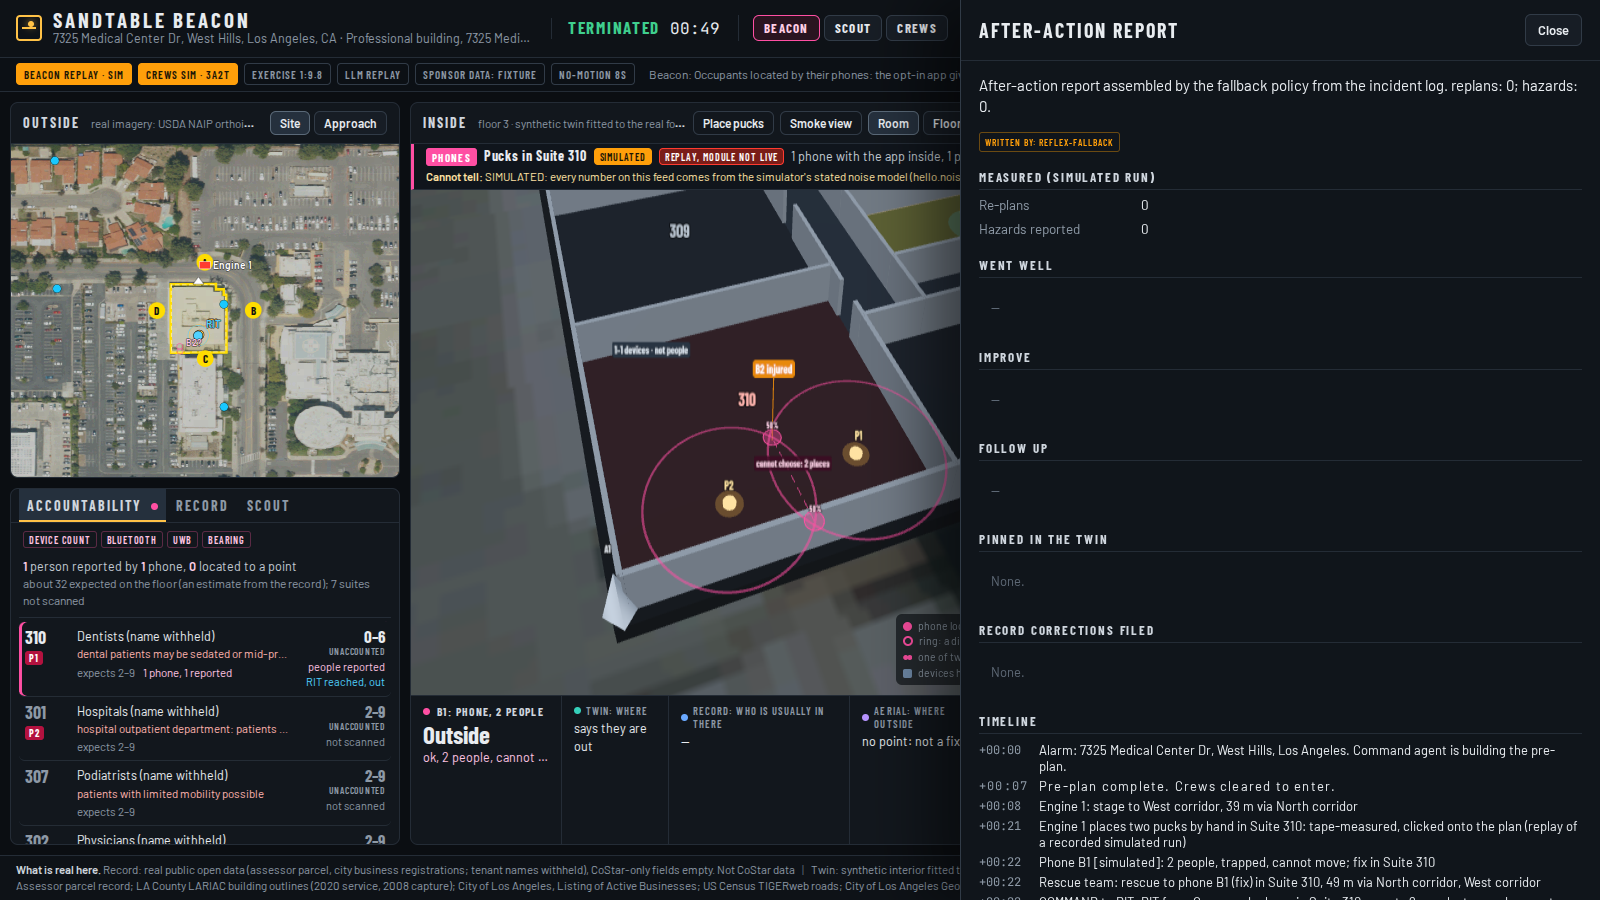 SANDTABLE BEACON
7325 Medical Center Dr, West Hills, Los Angeles, CA · Professional building, 7325 Medi...
TERMINATED 00:49
BEACON SCOUT CREWS
BEACON REPLAY · SIM CREWS SIM · 3A2T EXERCISE 1:9.8 LLM REPLAY SPONSOR DATA: FIXTURE NO-MOTION 8S Beacon: Occupants located by their phones: the opt-in app
OUTSIDE real imagery: USDA NAIP orthoi... Site Approach
Engine 1
D
B
RIT
C
ACCOUNTABILITY RECORD SCOUT
DEVICE COUNT BLUETOOTH UWB BEARING
1 person reported by 1 phone, 0 located to a point
about 32 expected on the floor (an estimate from the record); 7 suites
not scanned
310 Dentists (name withheld) 0-6
P1 dental patients may be sedated or mid-pr... UNACCOUNTED
expects 2-9 1 phone, 1 reported people reported
RIT reached, out
301 Hospitals (name withheld) 2-9
P2 hospital outpatient department: patients ... UNACCOUNTED
expects 2-9 not scanned
307 Podiatrists (name withheld) 2-9
patients with limited mobility possible UNACCOUNTED
expects 2-9 not scanned
302 Physicians (name withheld) 2-9
INSIDE floor 3 · synthetic twin fitted to the real fo... Place pucks Smoke view Room Floor
PHONES Pucks in Suite 310 SIMULATED REPLAY, MODULE NOT LIVE 1 phone with the app inside, 1 p
Cannot tell: SIMULATED: every number on this feed comes from the simulator's stated noise model (hello.nois
309
1-1 devices · not people
B2 injured
310
50%
P1
cannot choose: 2 places
P2
50%
phone loc
ring: a di
one of tw
devices h
B1: PHONE, 2 PEOPLE
Outside
ok, 2 people, cannot ...
TWIN: WHERE
says they are
out
RECORD: WHO IS USUALLY IN
THERE
—
AERIAL: WHERE
OUTSIDE
no point: not a fix
What is real here. Record: real public open data (assessor parcel, city business registrations; tenant names withheld), CoStar-only fields empty. Not CoStar data | Twin: synthetic interior fitted t
Assessor parcel record; LA County LARIAC building outlines (2020 service, 2008 capture); City of Los Angeles, Listing of Active Businesses; US Census TIGERweb roads; City of Los Angeles Geo
AFTER-ACTION REPORT Close
After-action report assembled by the fallback policy from the incident log. replans: 0; hazards:
0.
WRITTEN BY: REFLEX-FALLBACK
MEASURED (SIMULATED RUN)
Re-plans 0
Hazards reported 0
WENT WELL
—
IMPROVE
—
FOLLOW UP
—
PINNED IN THE TWIN
None.
RECORD CORRECTIONS FILED
None.
TIMELINE
+00:00 Alarm: 7325 Medical Center Dr, West Hills, Los Angeles. Command agent is building the pre-
plan.
+00:07 Pre-plan complete. Crews cleared to enter.
+00:08 Engine 1: stage to West corridor, 39 m via North corridor
+00:21 Engine 1 places two pucks by hand in Suite 310: tape-measured, clicked onto the plan (replay of
a recorded simulated run)
+00:22 Phone B1 [simulated]: 2 people, trapped, cannot move; fix in Suite 310
+00:22 Rescue team: rescue to phone B1 (fix) in Suite 310, 49 m via North corridor, West corridor